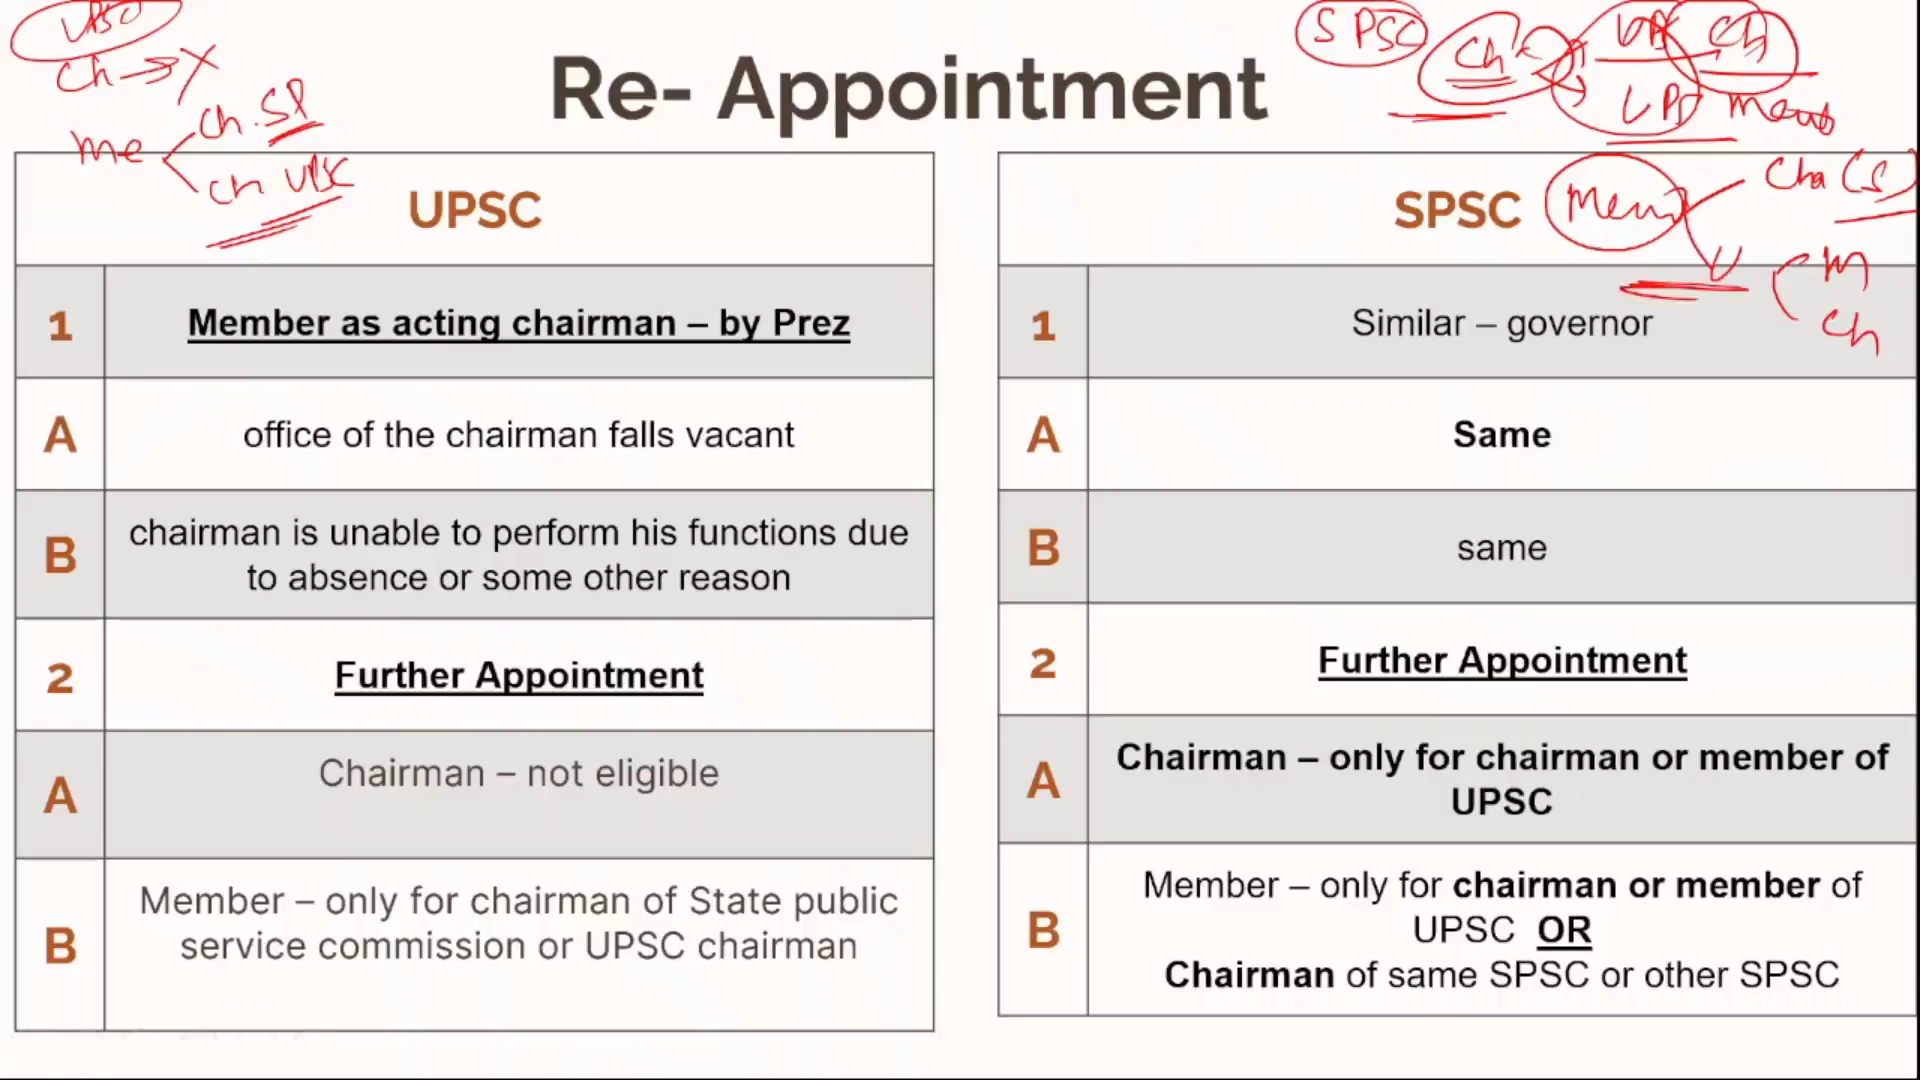 UPSC
Ch → X
Me
Ch. SP
Ch UPSC
Re- Appointment
SPSC
Ch
Ch
Mem
M
Ch
UPSC
1 Member as acting chairman – by Prez
A office of the chairman falls vacant
B chairman is unable to perform his functions due
to absence or some other reason
2 Further Appointment
A Chairman – not eligible
B Member – only for chairman of State public
service commission or UPSC chairman
SPSC
1 Similar – governor
A Same
B same
2 Further Appointment
A Chairman – only for chairman or member of
UPSC
B Member – only for chairman or member of
UPSC OR
Chairman of same SPSC or other SPSC